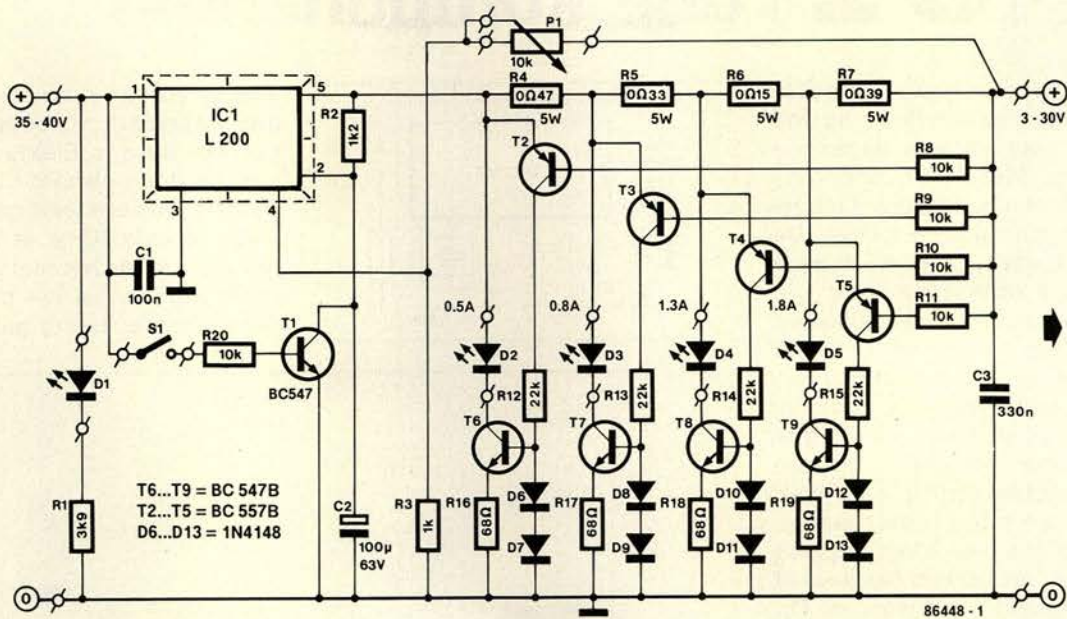 P1
10k
R4
0Ω47
5W
R5
0Ω33
5W
R6
0Ω15
5W
R7
0Ω39
5W
+
35 - 40V
1
5
IC1
L 200
2
3
4
R2
1k2
+
3 - 30V
T2
T3
T4
T5
R8
10k
R9
10k
R10
10k
R11
10k
C1
100n
S1
R20
10k
T1
BC547
D1
0.5A
0.8A
1.3A
1.8A
D2
D3
D4
D5
R12
22k
R13
22k
R14
22k
R15
22k
C3
330n
T6
T7
T8
T9
R1
3k9
T6...T9 = BC 547B
T2...T5 = BC 557B
D6...D13 = 1N4148
C2
100µ
63V
R3
1k
R16
68Ω
D6
D7
R17
68Ω
D8
D9
R18
68Ω
D10
D11
R19
68Ω
D12
D13
0
0
86448 - 1